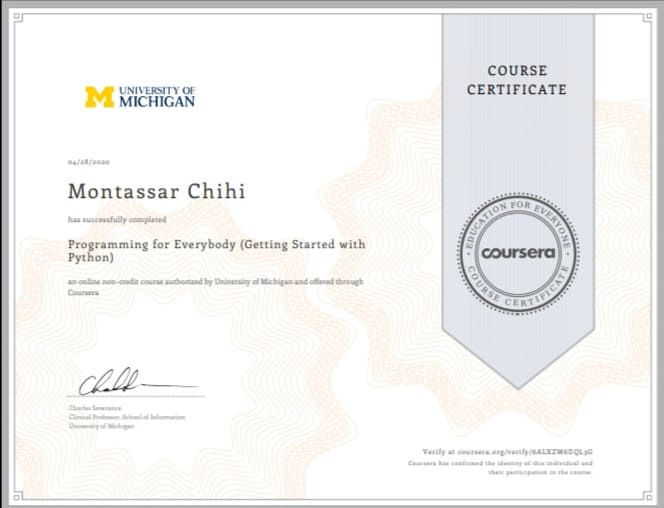 UNIVERSITY OF
MICHIGAN
COURSE
CERTIFICATE
04/28/2020
Montassar Chihi
has successfully completed
Programming for Everybody (Getting Started with
Python)
an online non-credit course authorized by University of Michigan and offered through
Coursera
EDUCATION FOR EVERYONE
coursera
COURSE CERTIFICATE
Charles Severance
Clinical Professor, School of Information
University of Michigan
Verify at coursera.org/verify/6ALXZW6DQL3G
Coursera has confirmed the identity of this individual and
their participation in the course.